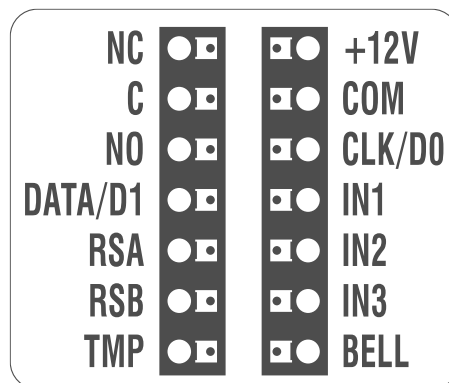 NC +12V
C COM
NO CLK/D0
DATA/D1 IN1
RSA IN2
RSB IN3
TMP BELL